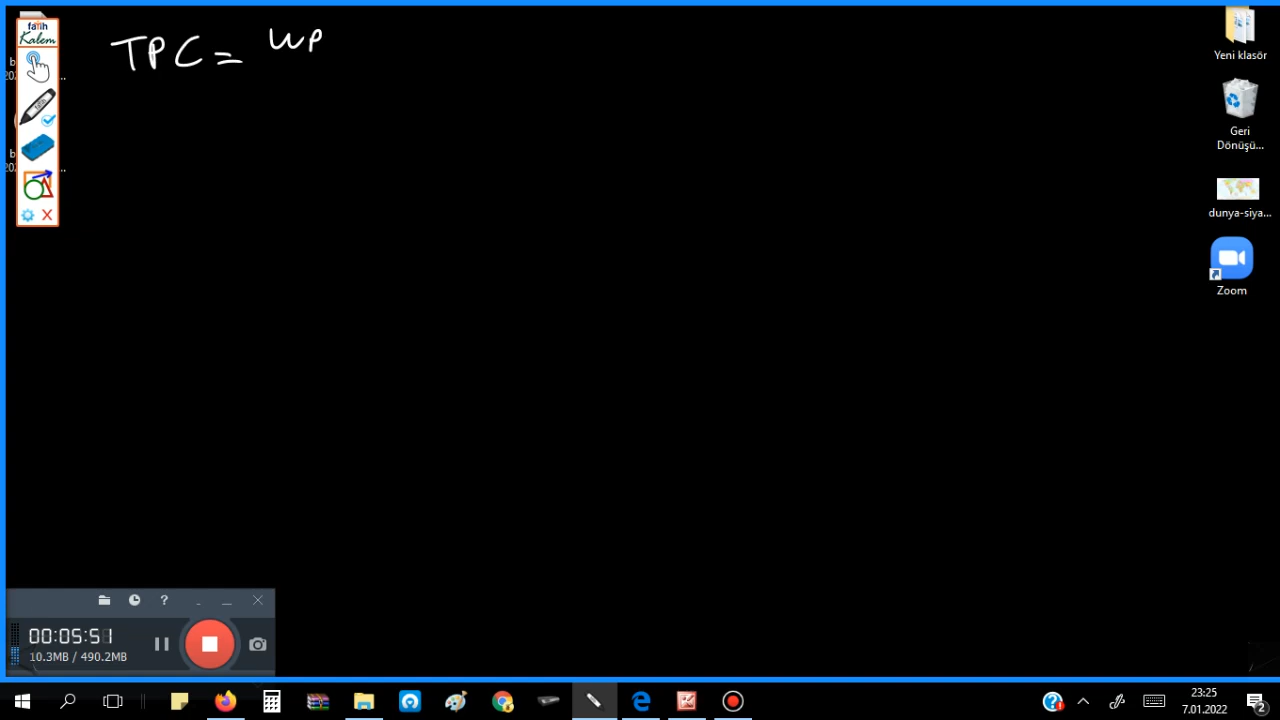 TPC = WP
fatih
Kalem
Yeni klasör
Geri
Dönüşü...
dunya-siya...
Zoom
00:05:51
10.3MB / 490.2MB
23:25
7.01.2022
2